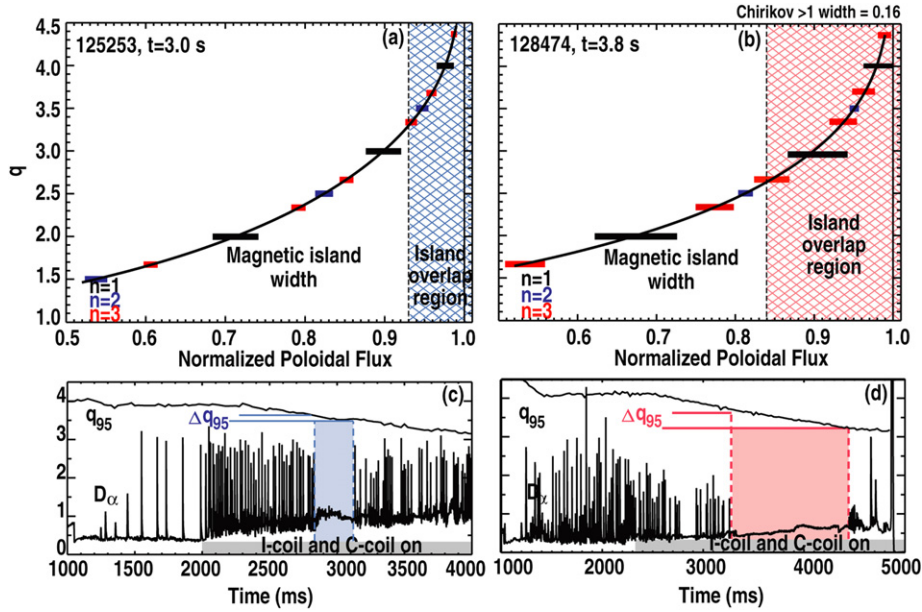 Chirikov >1 width = 0.16
125253, t=3.0 s
(a)
4.5
4.0
3.5
3.0
2.5
2.0
1.5
1.0
q
Magnetic island
width
Island
overlap
region
n=1
n=2
n=3
0.5 0.6 0.7 0.8 0.9 1.0
Normalized Poloidal Flux
128474, t=3.8 s
(b)
Magnetic island
width
Island
overlap
region
n=1
n=2
n=3
0.6 0.7 0.8 0.9 1.0
Normalized Poloidal Flux
(c)
4
3
2
1
0
q95
Δq95
Dα
I-coil and C-coil on
1000 1500 2000 2500 3000 3500 4000
Time (ms)
(d)
q95
Δq95
Dα
I-coil and C-coil on
1000 2000 3000 4000 5000
Time (ms)